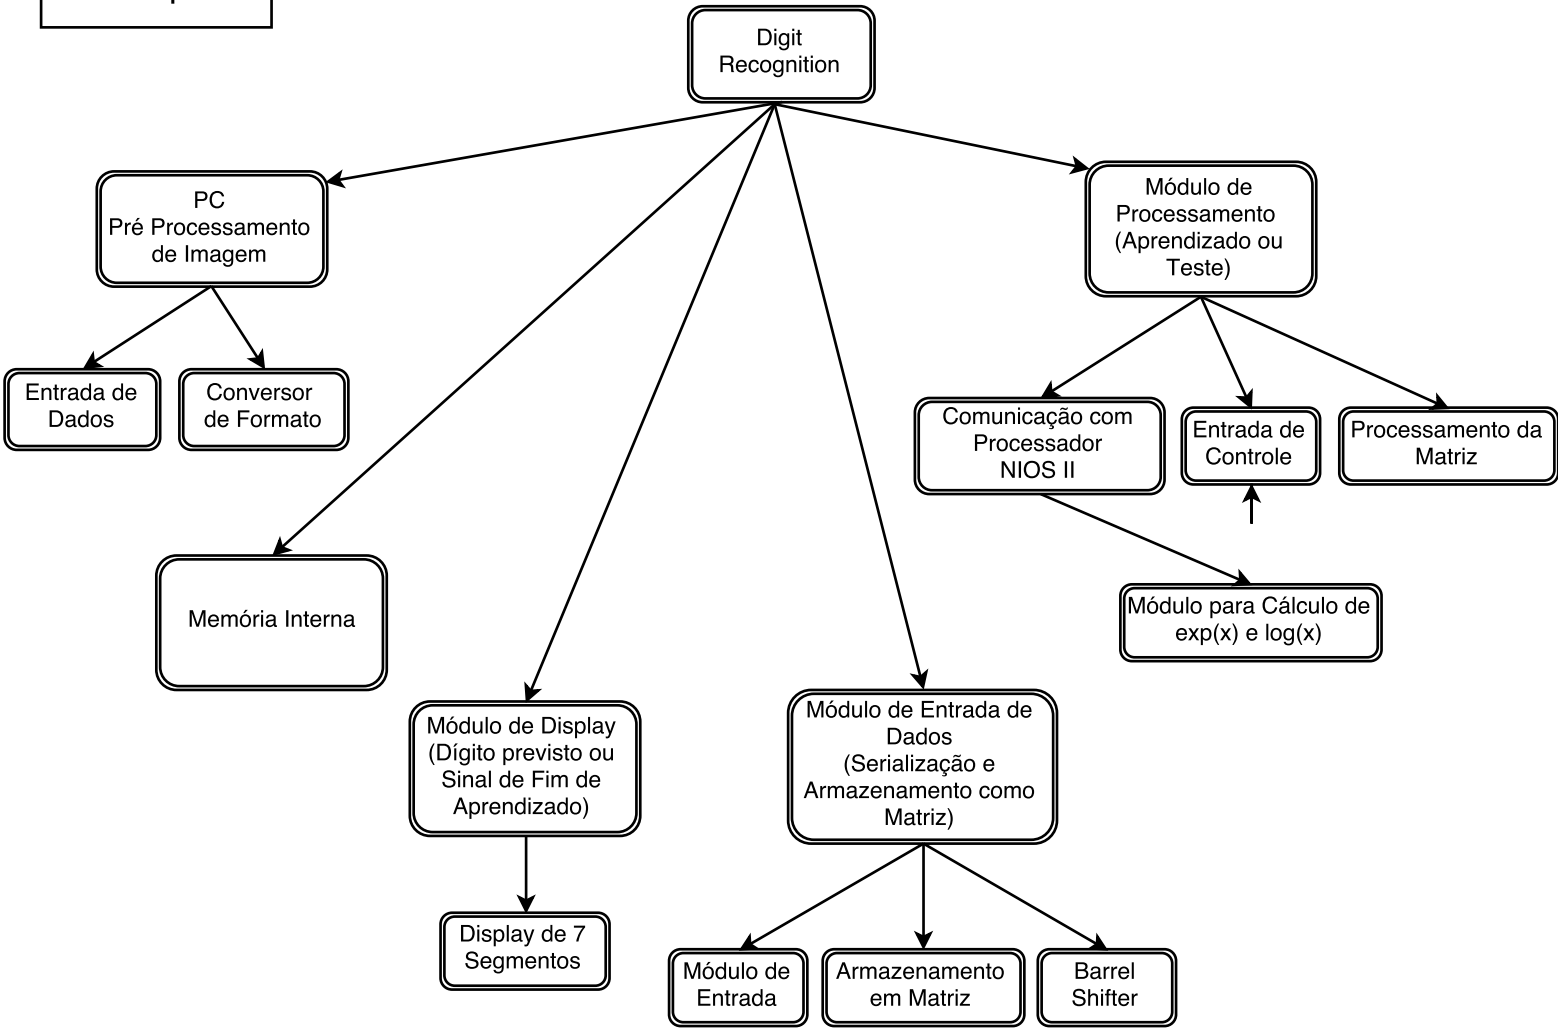 Digit
Recognition
PC
Pré Processamento
de Imagem
Módulo de
Processamento
(Aprendizado ou
Teste)
Entrada de
Dados
Conversor
de Formato
Comunicação com
Processador
NIOS II
Entrada de
Controle
Processamento da
Matriz
Memória Interna
Módulo para Cálculo de
exp(x) e log(x)
Módulo de Display
(Dígito previsto ou
Sinal de Fim de
Aprendizado)
Módulo de Entrada de
Dados
(Serialização e
Armazenamento como
Matriz)
Display de 7
Segmentos
Módulo de
Entrada
Armazenamento
em Matriz
Barrel
Shifter